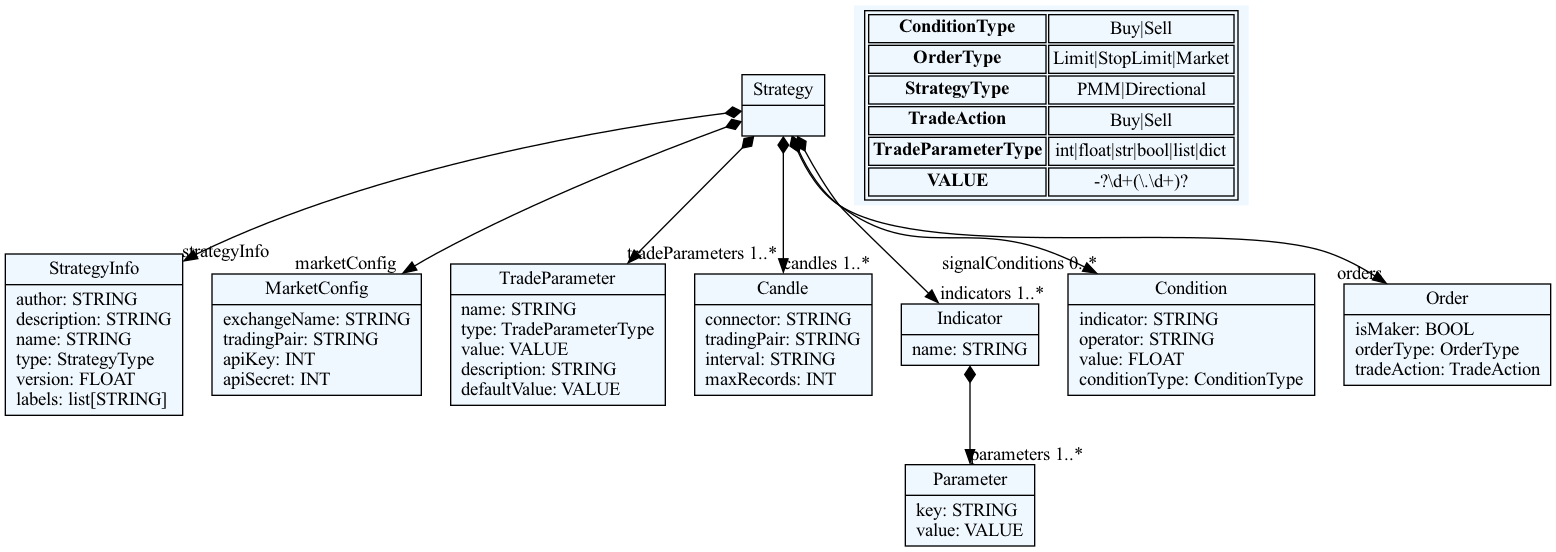 ConditionType Buy|Sell
OrderType Limit|StopLimit|Market
StrategyType PMM|Directional
TradeAction Buy|Sell
TradeParameterType int|float|str|bool|list|dict
VALUE -?\d+(\.\d+)?
Strategy
strategyInfo
marketConfig
tradeParameters 1..*
candles 1..*
indicators 1..*
signalConditions 0..*
orders
StrategyInfo
author: STRING
description: STRING
name: STRING
type: StrategyType
version: FLOAT
labels: list[STRING]
MarketConfig
exchangeName: STRING
tradingPair: STRING
apiKey: INT
apiSecret: INT
TradeParameter
name: STRING
type: TradeParameterType
value: VALUE
description: STRING
defaultValue: VALUE
Candle
connector: STRING
tradingPair: STRING
interval: STRING
maxRecords: INT
Indicator
name: STRING
Condition
indicator: STRING
operator: STRING
value: FLOAT
conditionType: ConditionType
Order
isMaker: BOOL
orderType: OrderType
tradeAction: TradeAction
parameters 1..*
Parameter
key: STRING
value: VALUE